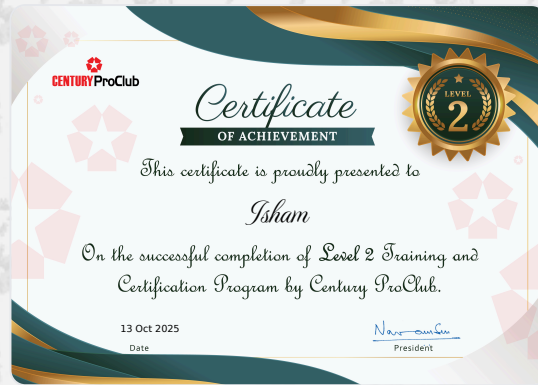 CENTURY ProClub
Certificate
OF ACHIEVEMENT
LEVEL
2
This certificate is proudly presented to
Isham
On the successful completion of Level 2 Training and
Certification Program by Century ProClub.
13 Oct 2025
Date
President